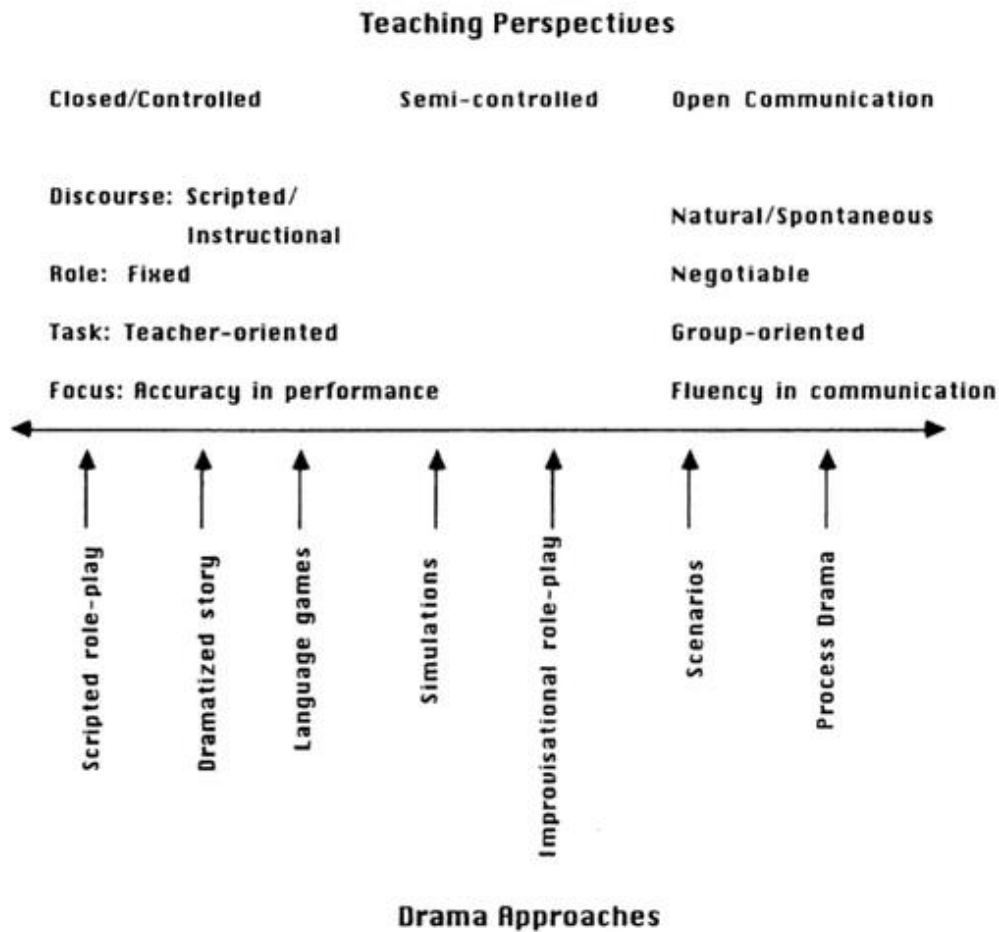 Teaching Perspectives
Closed/Controlled
Semi-controlled
Open Communication
Discourse: Scripted/
Instructional
Natural/Spontaneous
Role: Fixed
Negotiable
Task: Teacher-oriented
Group-oriented
Focus: Accuracy in performance
Fluency in communication
Scripted role-play
Dramatized story
Language games
Simulations
Improvisational role-play
Scenarios
Process Drama
Drama Approaches